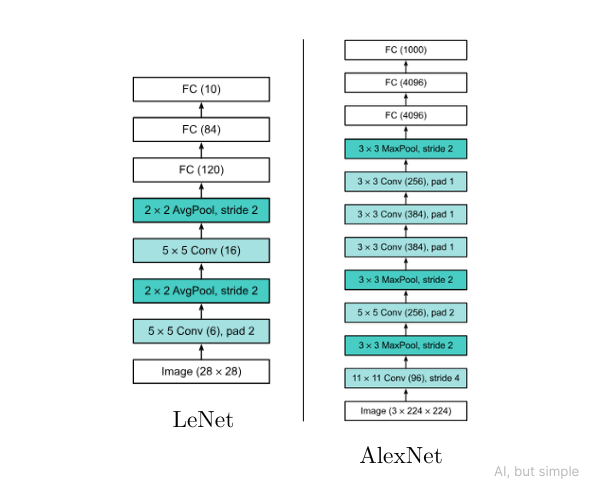 FC (10)
FC (84)
FC (120)
2 × 2 AvgPool, stride 2
5 × 5 Conv (16)
2 × 2 AvgPool, stride 2
5 × 5 Conv (6), pad 2
Image (28 × 28)
LeNet
FC (1000)
FC (4096)
FC (4096)
3 × 3 MaxPool, stride 2
3 × 3 Conv (256), pad 1
3 × 3 Conv (384), pad 1
3 × 3 Conv (384), pad 1
3 × 3 MaxPool, stride 2
5 × 5 Conv (256), pad 2
3 × 3 MaxPool, stride 2
11 × 11 Conv (96), stride 4
Image (3 × 224 × 224)
AlexNet
AI, but simple